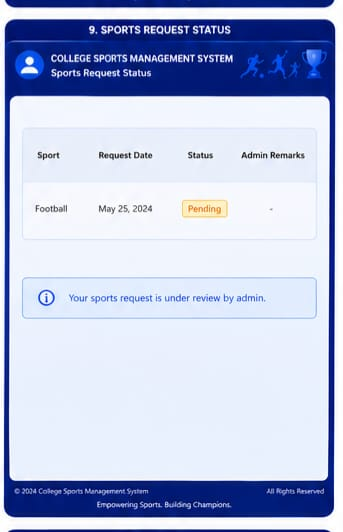 9. SPORTS REQUEST STATUS
COLLEGE SPORTS MANAGEMENT SYSTEM
Sports Request Status
Sport Request Date Status Admin Remarks
Football May 25, 2024 Pending -
Your sports request is under review by admin.
© 2024 College Sports Management System All Rights Reserved
Empowering Sports. Building Champions.